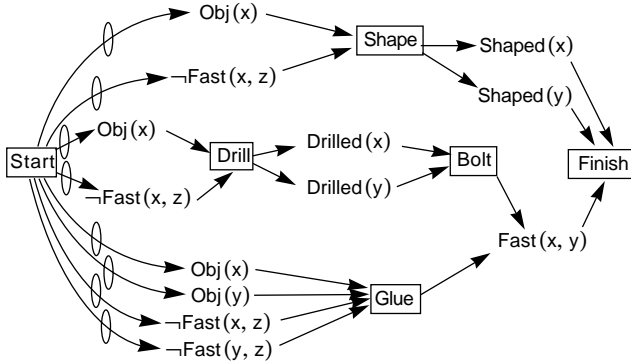 Obj(x)
Shape
Shaped(x)
¬Fast(x, z)
Shaped(y)
Obj(x)
Drilled(x)
Start
Drill
Bolt
Finish
¬Fast(x, z)
Drilled(y)
Fast(x, y)
Obj(x)
Obj(y)
Glue
¬Fast(x, z)
¬Fast(y, z)